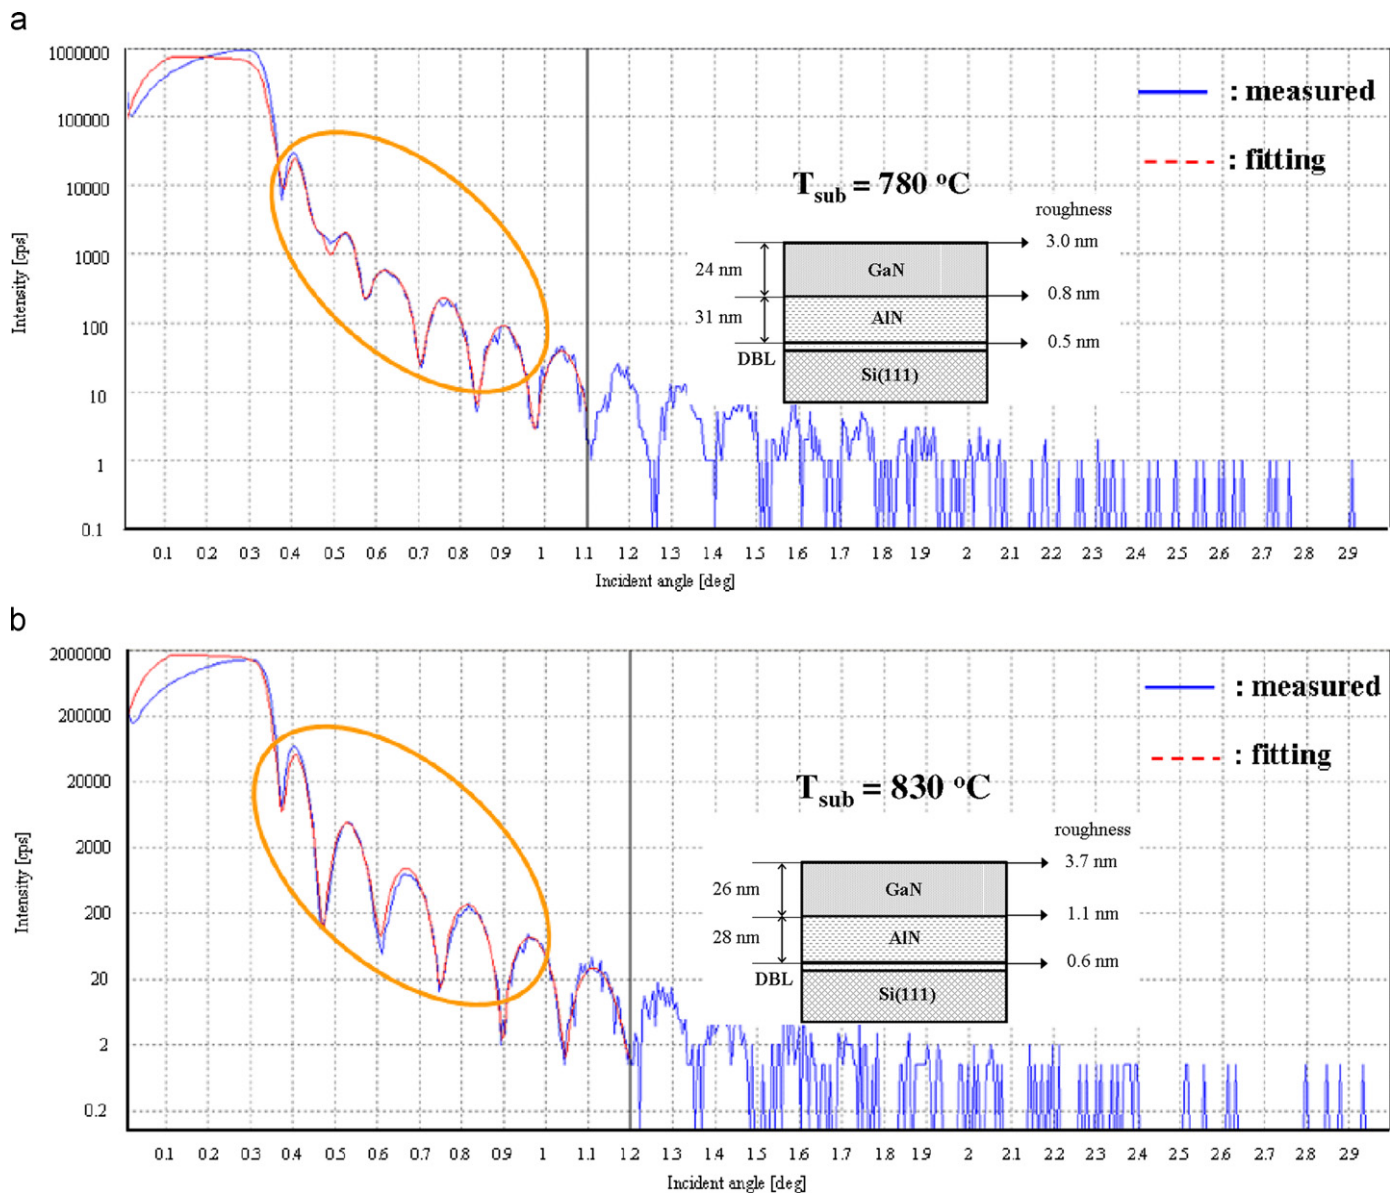 a
1000000
100000
10000
1000
100
10
1
0.1
Intensity [cps]
: measured
: fitting
T_sub = 780 °C
roughness
3.0 nm
24 nm
GaN
0.8 nm
31 nm
AlN
0.5 nm
DBL
Si(111)
0.1 0.2 0.3 0.4 0.5 0.6 0.7 0.8 0.9 1 1.1 1.2 1.3 1.4 1.5 1.6 1.7 1.8 1.9 2 2.1 2.2 2.3 2.4 2.5 2.6 2.7 2.8 2.9
Incident angle [deg]
b
2000000
200000
20000
2000
200
20
2
0.2
Intensity [cps]
: measured
: fitting
T_sub = 830 °C
roughness
3.7 nm
26 nm
GaN
1.1 nm
28 nm
AlN
0.6 nm
DBL
Si(111)
0.1 0.2 0.3 0.4 0.5 0.6 0.7 0.8 0.9 1 1.1 1.2 1.3 1.4 1.5 1.6 1.7 1.8 1.9 2 2.1 2.2 2.3 2.4 2.5 2.6 2.7 2.8 2.9
Incident angle [deg]